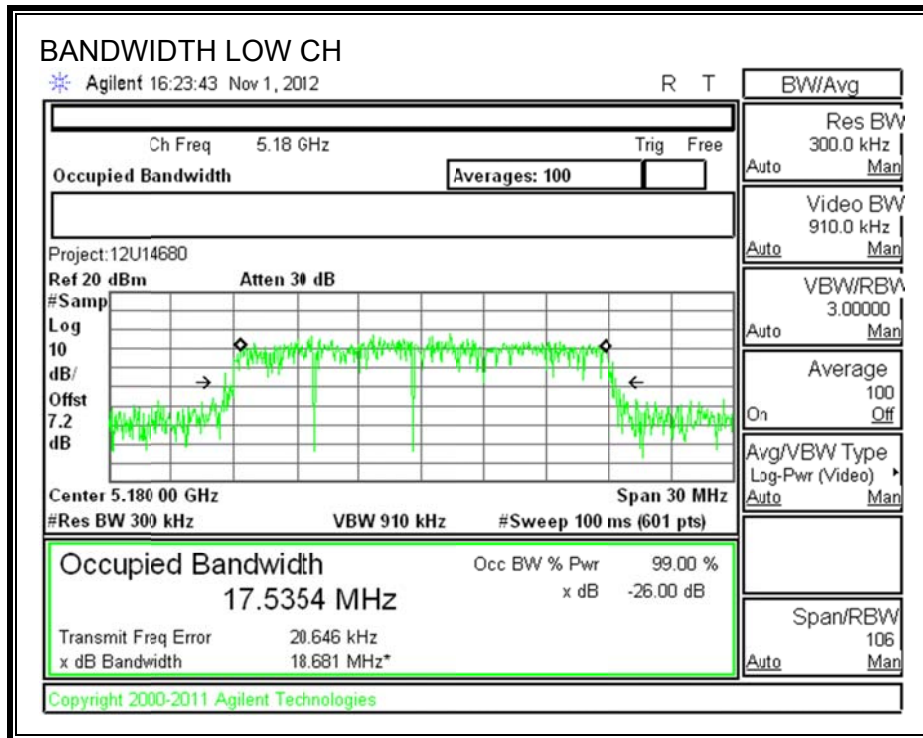 BANDWIDTH LOW CH
Agilent 16:23:43 Nov 1, 2012 R T
Ch Freq 5.18 GHz Trig Free
Occupied Bandwidth Averages: 100
Project:12U14680
Ref 20 dBm Atten 30 dB
#Samp
Log
10
dB/
Offst
7.2
dB
Center 5.180 00 GHz Span 30 MHz
#Res BW 300 kHz VBW 910 kHz #Sweep 100 ms (601 pts)
Occupied Bandwidth
17.5354 MHz
Occ BW % Pwr 99.00 %
x dB -26.00 dB
Transmit Freq Error 20.646 kHz
x dB Bandwidth 18.681 MHz*
Copyright 2000-2011 Agilent Technologies
BW/Avg
Res BW
300.0 kHz
Auto Man
Video BW
910.0 kHz
Auto Man
VBW/RBW
3.00000
Auto Man
Average
100
On Off
Avg/VBW Type
Log-Pwr (Video)
Auto Man
Span/RBW
106
Auto Man